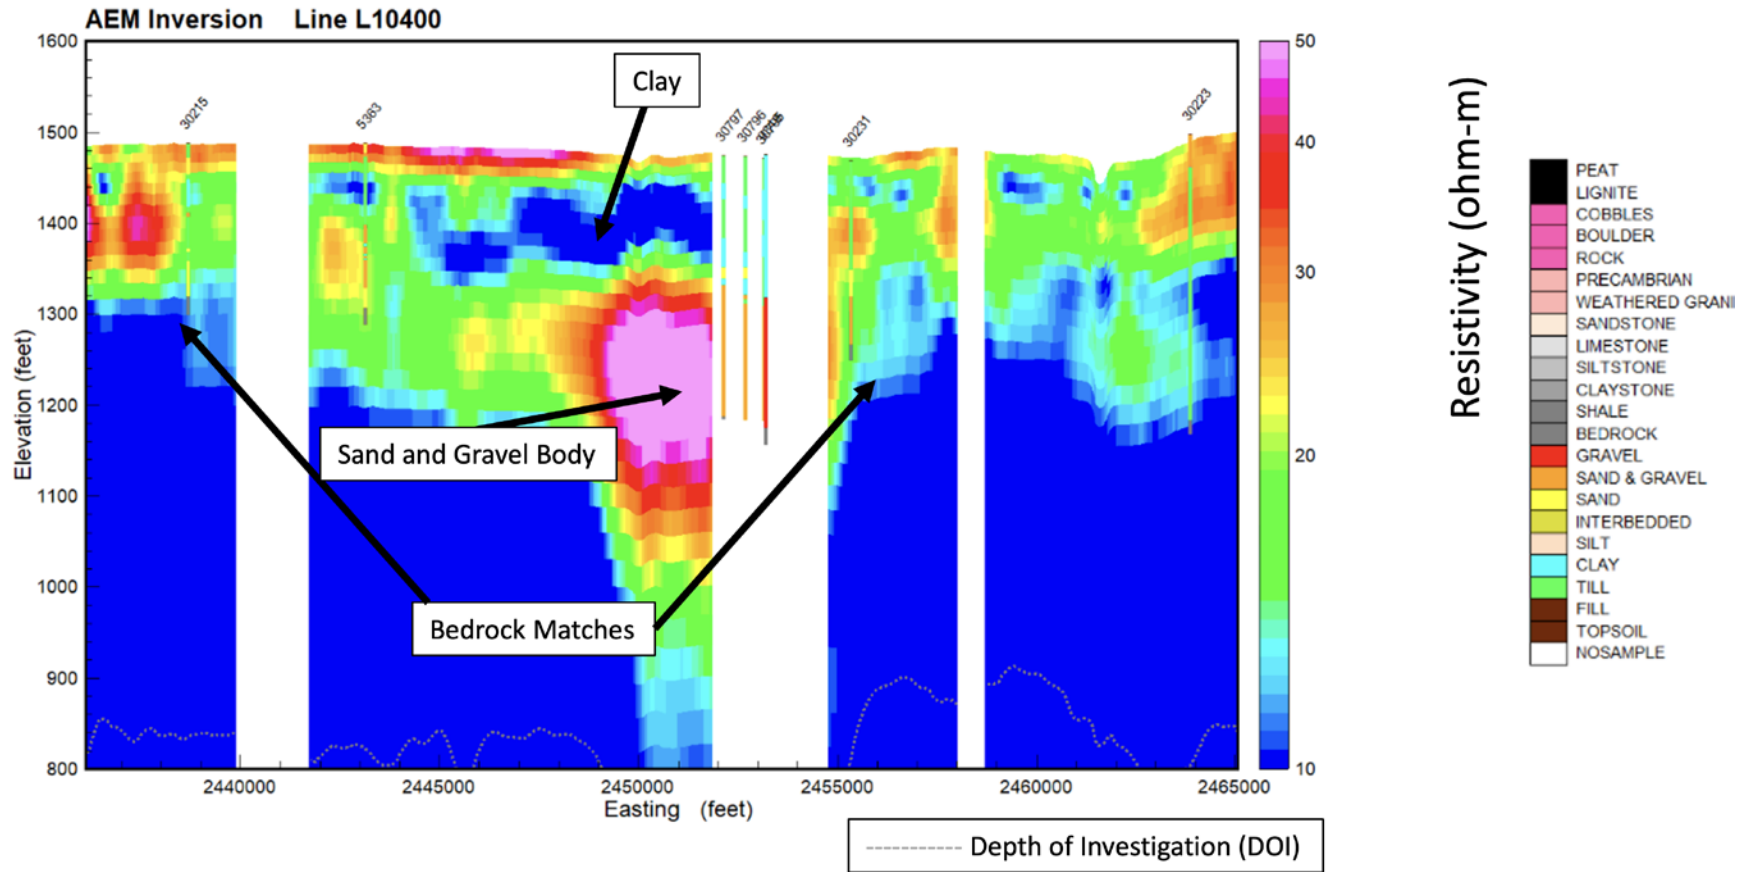 AEM Inversion Line L10400
1600
1500
1400
1300
1200
1100
1000
900
800
Elevation (feet)
30215
5363
Clay
30797
30796
30231
30223
Sand and Gravel Body
Bedrock Matches
2440000
2445000
2450000
2455000
2460000
2465000
Easting (feet)
Depth of Investigation (DOI)
50
40
30
20
10
Resistivity (ohm-m)
PEAT
LIGNITE
COBBLES
BOULDER
ROCK
PRECAMBRIAN
WEATHERED GRANI
SANDSTONE
LIMESTONE
SILTSTONE
CLAYSTONE
SHALE
BEDROCK
GRAVEL
SAND & GRAVEL
SAND
INTERBEDDED
SILT
CLAY
TILL
FILL
TOPSOIL
NOSAMPLE